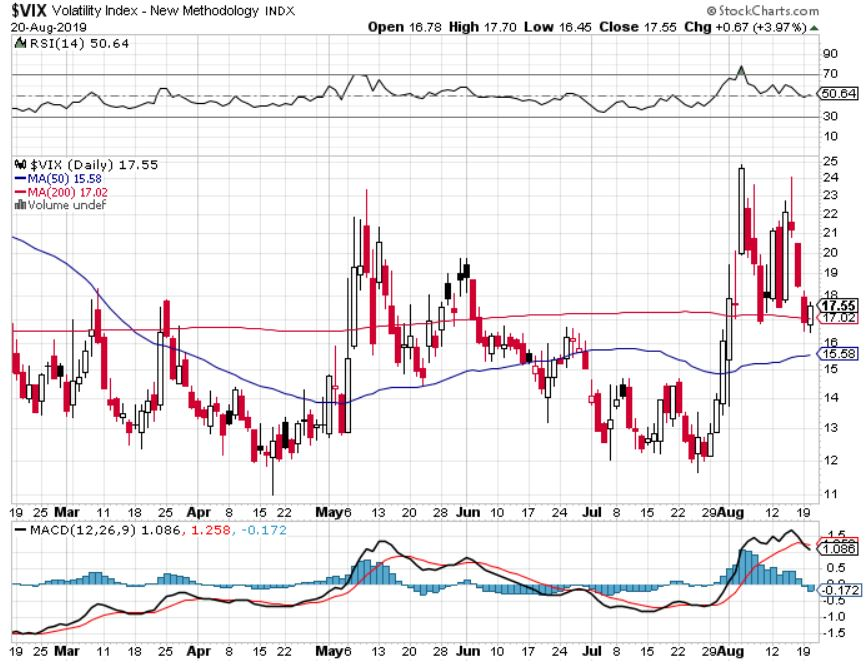 $VIX Volatility Index - New Methodology INDX
© StockCharts.com
20-Aug-2019
Open 16.78 High 17.70 Low 16.45 Close 17.55 Chg +0.67 (+3.97%)
RSI(14) 50.64
90
70
50.64
30
10
$VIX (Daily) 17.55
MA(50) 15.58
MA(200) 17.02
Volume undef
25
24
23
22
21
20
19
18
17.55
17.02
16
15.58
15
14
13
12
11
19 25 Mar 11 18 25 Apr 8 15 22 May 6 13 20 28 Jun 10 17 24 Jul 8 15 22 29 Aug 12 19
MACD(12,26,9) 1.086, 1.258, -0.172
1.5
1.086
0.5
0.0
-0.172
-0.5
-1.0
-1.5
19 25 Mar 11 18 25 Apr 8 15 22 May 6 13 20 28 Jun 10 17 24 Jul 8 15 22 29 Aug 12 19